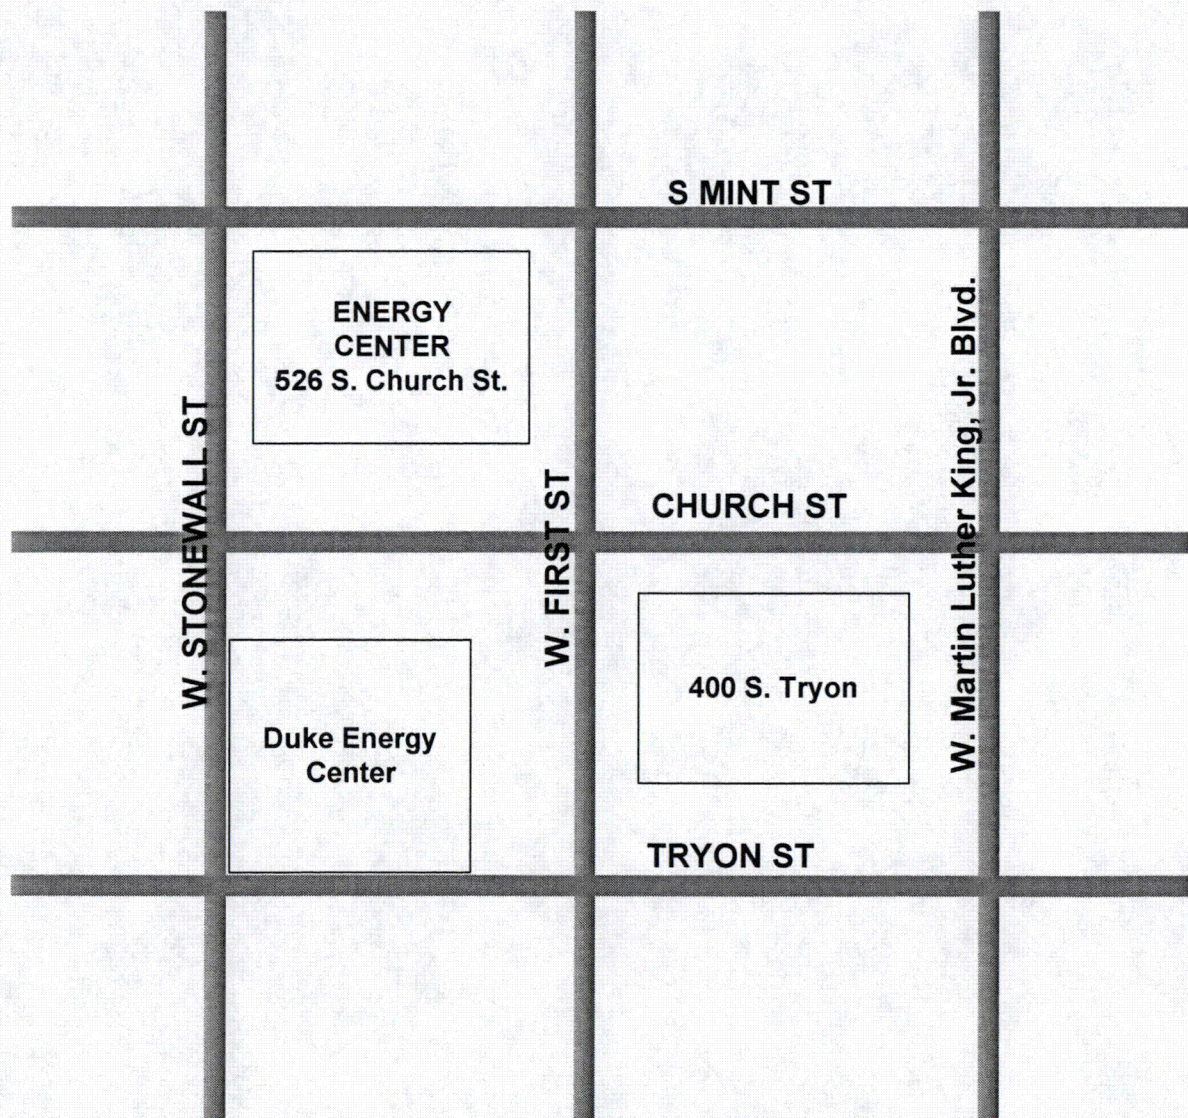 S MINT ST
ENERGY
CENTER
526 S. Church St.
W. STONEWALL ST
W. FIRST ST
CHURCH ST
W. Martin Luther King, Jr. Blvd.
400 S. Tryon
Duke Energy
Center
TRYON ST